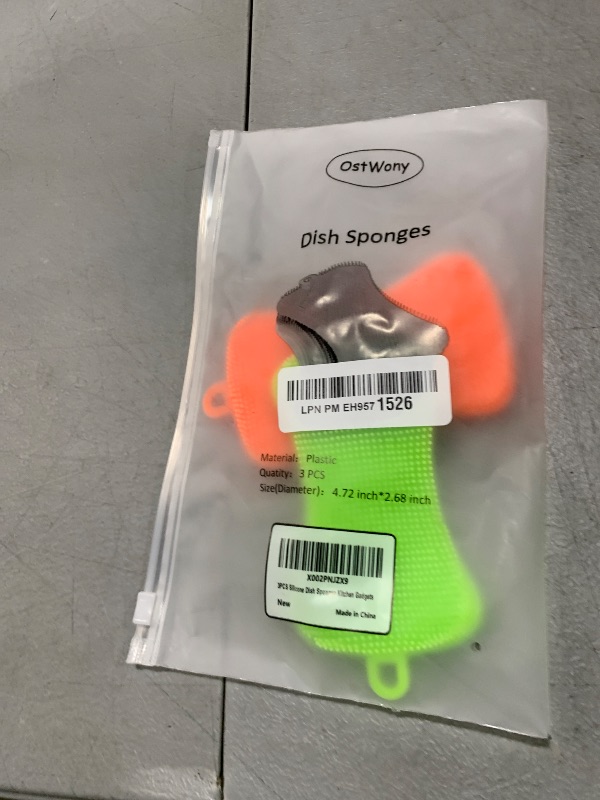 OstWony
Dish Sponges
LPN PM EH957 1526
Material: Plastic
Quatity: 3 PCS
Size(Diameter): 4.72 inch*2.68 inch
X002PNJZX9
3PCS Silicone Dish Sponge Kitchen Gadgets
New
Made in China